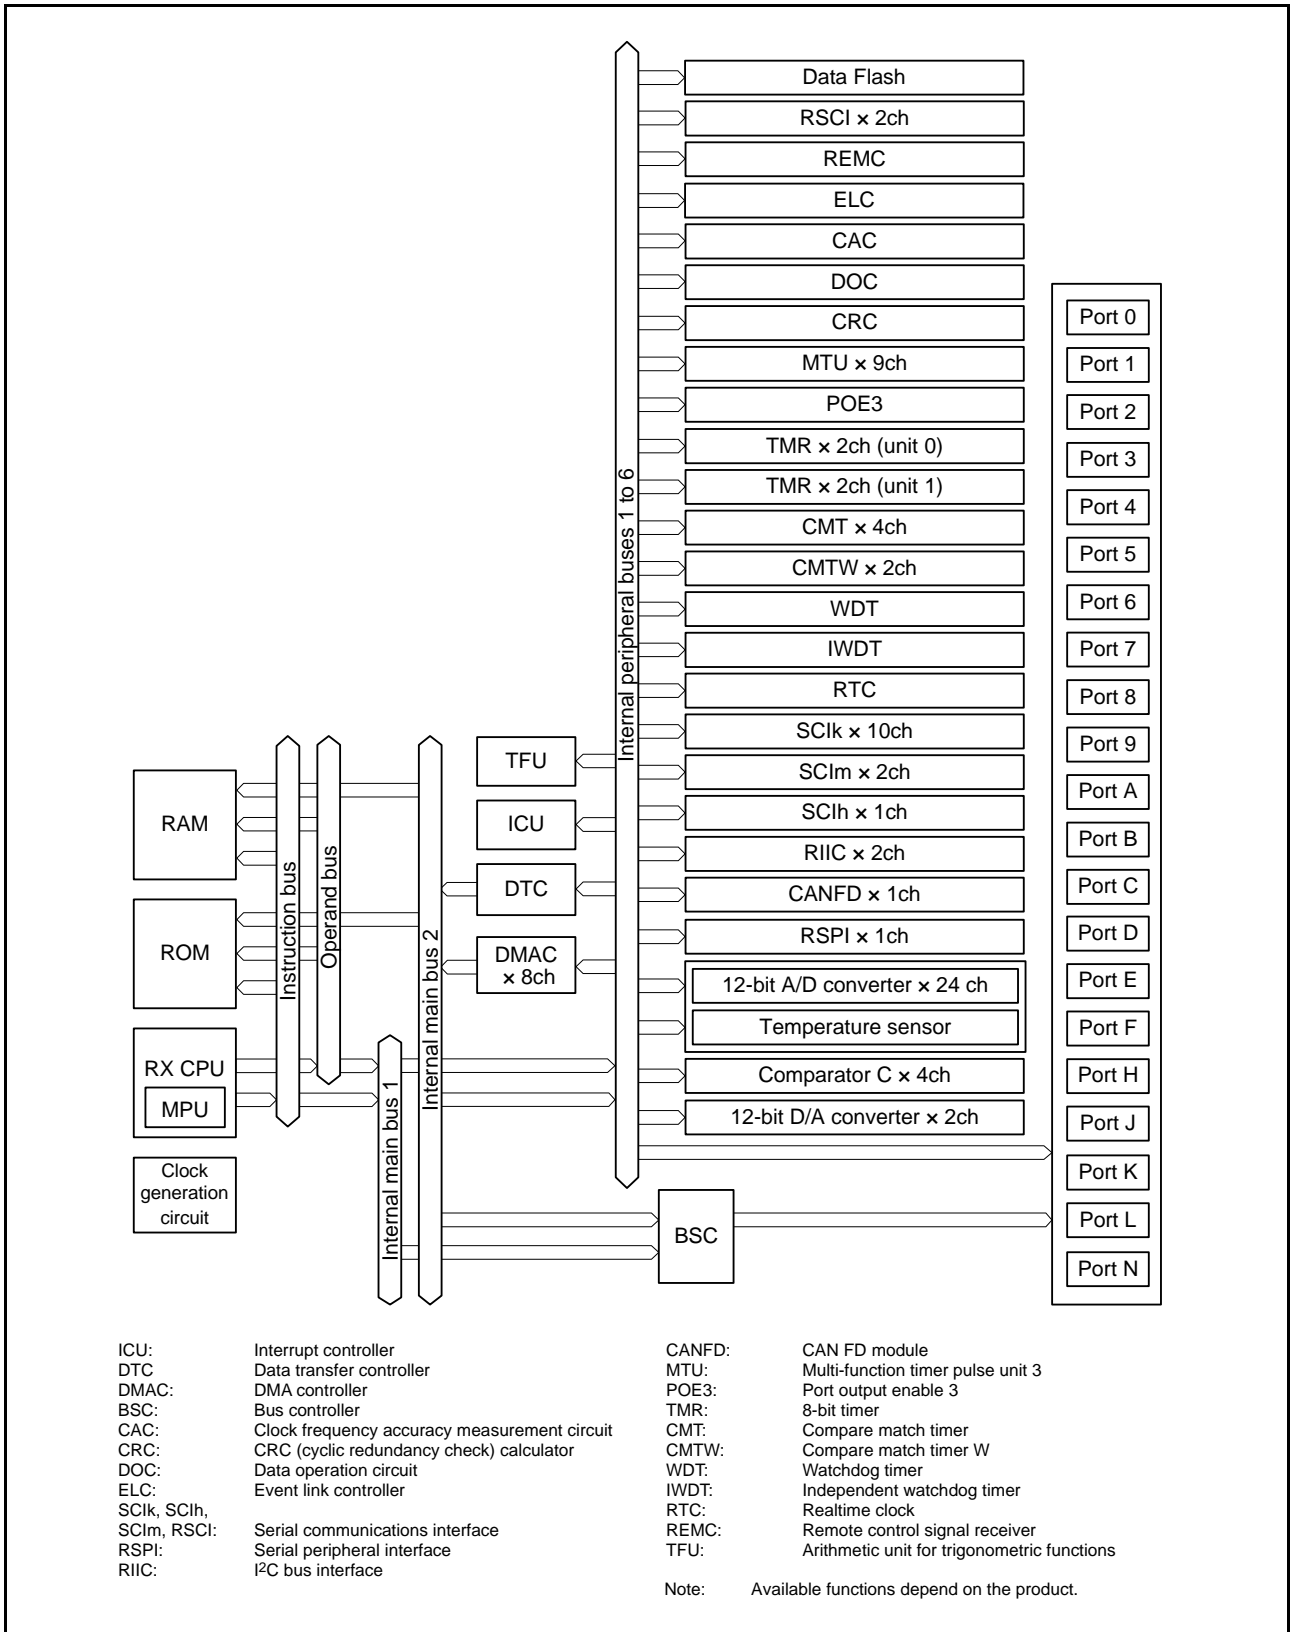 Data Flash
RSCI × 2ch
REMC
ELC
CAC
DOC
CRC
MTU × 9ch
POE3
TMR × 2ch (unit 0)
TMR × 2ch (unit 1)
CMT × 4ch
CMTW × 2ch
WDT
IWDT
RTC
SCIk × 10ch
SCIm × 2ch
SCIh × 1ch
RIIC × 2ch
CANFD × 1ch
RSPI × 1ch
12-bit A/D converter × 24 ch
Temperature sensor
Comparator C × 4ch
12-bit D/A converter × 2ch
Port 0
Port 1
Port 2
Port 3
Port 4
Port 5
Port 6
Port 7
Port 8
Port 9
Port A
Port B
Port C
Port D
Port E
Port F
Port H
Port J
Port K
Port L
Port N
Internal peripheral buses 1 to 6
TFU
ICU
DTC
DMAC
× 8ch
RAM
ROM
RX CPU
MPU
Clock
generation
circuit
Instruction bus
Operand bus
Internal main bus 1
Internal main bus 2
BSC
ICU: Interrupt controller
DTC Data transfer controller
DMAC: DMA controller
BSC: Bus controller
CAC: Clock frequency accuracy measurement circuit
CRC: CRC (cyclic redundancy check) calculator
DOC: Data operation circuit
ELC: Event link controller
SCIk, SCIh,
SCIm, RSCI: Serial communications interface
RSPI: Serial peripheral interface
RIIC: I2C bus interface
CANFD: CAN FD module
MTU: Multi-function timer pulse unit 3
POE3: Port output enable 3
TMR: 8-bit timer
CMT: Compare match timer
CMTW: Compare match timer W
WDT: Watchdog timer
IWDT: Independent watchdog timer
RTC: Realtime clock
REMC: Remote control signal receiver
TFU: Arithmetic unit for trigonometric functions
Note: Available functions depend on the product.